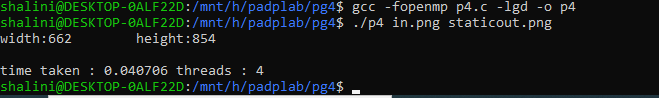 shalini@DESKTOP-0ALF22D:/mnt/h/padplab/pg4$ gcc -fopenmp p4.c -lgd -o p4
shalini@DESKTOP-0ALF22D:/mnt/h/padplab/pg4$ ./p4 in.png staticout.png
width:662 height:854
time taken : 0.040706 threads : 4
shalini@DESKTOP-0ALF22D:/mnt/h/padplab/pg4$